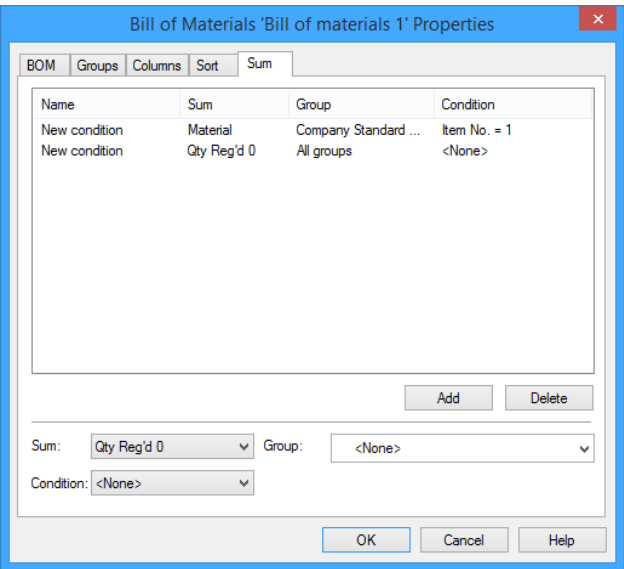 Bill of Materials 'Bill of materials 1' Properties
BOM Groups Columns Sort Sum
Name Sum Group Condition
New condition Material Company Standard ... Item No. = 1
New condition Qty Reg'd 0 All groups <None>
Add Delete
Sum: Qty Reg'd 0 Group: <None>
Condition: <None>
OK Cancel Help